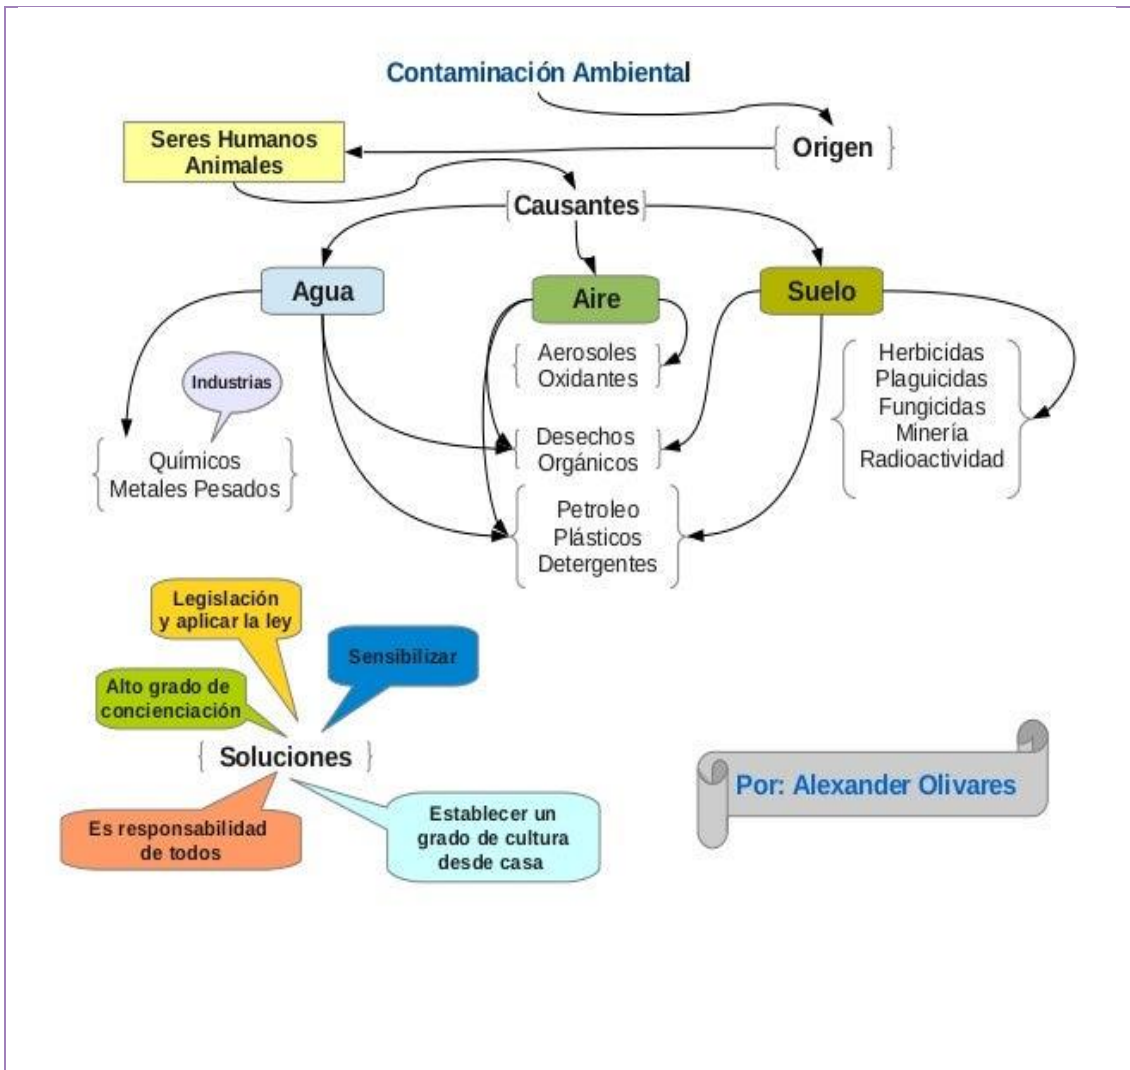 Contaminación Ambiental
Origen
Seres Humanos
Animales
Causantes
Agua
Aire
Suelo
Industrias
Químicos
Metales Pesados
Aerosoles
Oxidantes
Desechos
Orgánicos
Petroleo
Plásticos
Detergentes
Herbicidas
Plaguicidas
Fungicidas
Minería
Radioactividad
Legislación
y aplicar la ley
Sensibilizar
Alto grado de
concienciación
Soluciones
Es responsabilidad
de todos
Establecer un
grado de cultura
desde casa
Por: Alexander Olivares